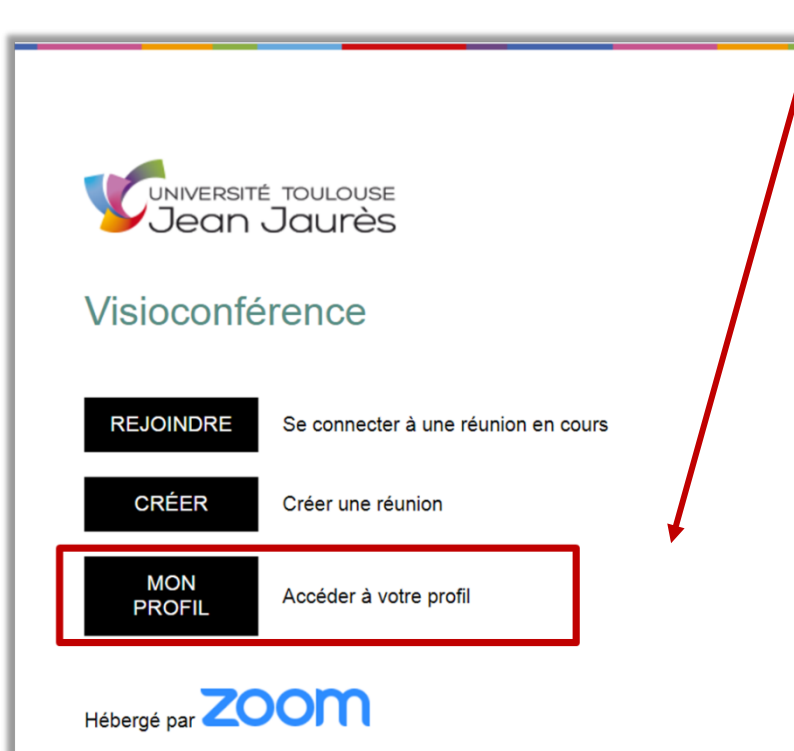 UNIVERSITÉ TOULOUSE
Jean Jaurès
Visioconférence
REJOINDRE Se connecter à une réunion en cours
CRÉER Créer une réunion
MON PROFIL Accéder à votre profil
Hébergé par zoom